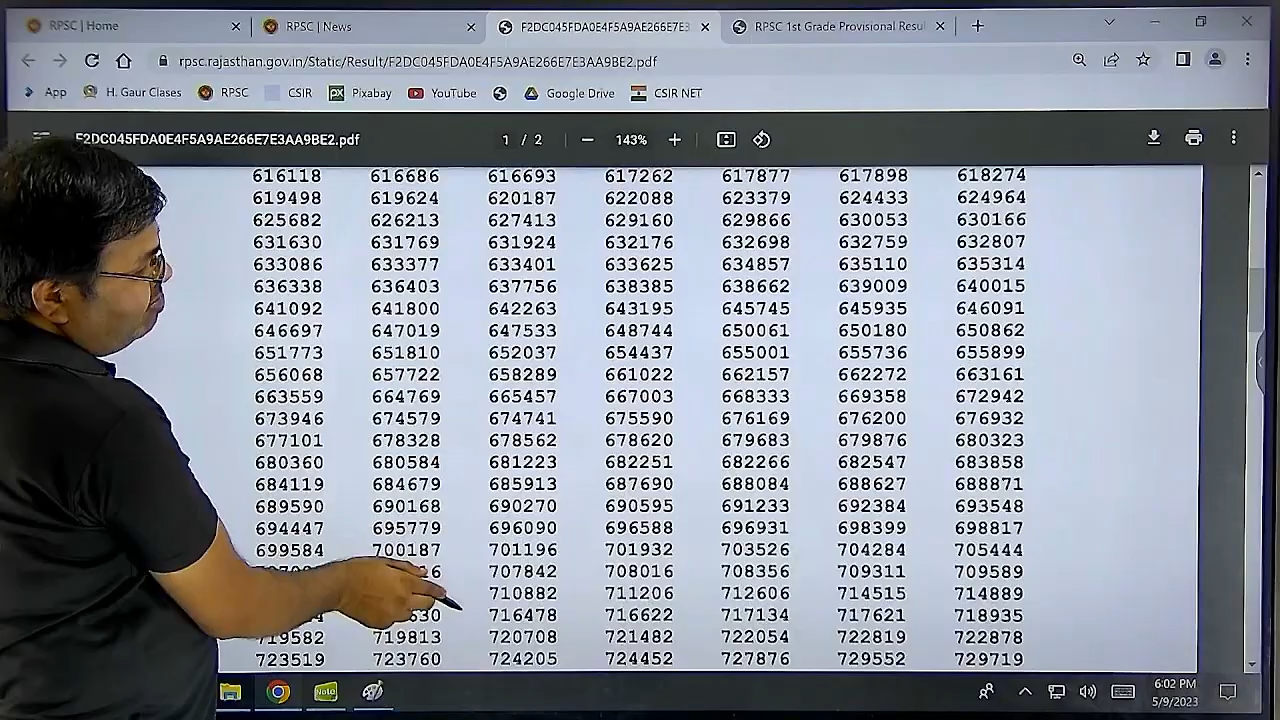 RPSC | Home
RPSC | News
F2DC045FDA0E4F5A9AE266E7E3
RPSC 1st Grade Provisional Resul
rpsc.rajasthan.gov.in/Static/Result/F2DC045FDA0E4F5A9AE266E7E3AA9BE2.pdf
App H. Gaur Classes RPSC CSIR Pixabay YouTube Google Drive CSIR NET
F2DC045FDA0E4F5A9AE266E7E3AA9BE2.pdf 1 / 2 143%
616118 616686 616693 617262 617877 617898 618274
619498 619624 620187 622088 623379 624433 624964
625682 626213 627413 629160 629866 630053 630166
631630 631769 631924 632176 632698 632759 632807
633086 633377 633401 633625 634857 635110 635314
636338 636403 637756 638385 638662 639009 640015
641092 641800 642263 643195 645745 645935 646091
646697 647019 647533 648744 650061 650180 650862
651773 651810 652037 654437 655001 655736 655899
656068 657722 658289 661022 662157 662272 663161
663559 664769 665457 667003 668333 669358 672942
673946 674579 674741 675590 676169 676200 676932
677101 678328 678562 678620 679683 679876 680323
680360 680584 681223 682251 682266 682547 683858
684119 684679 685913 687690 688084 688627 688871
689590 690168 690270 690595 691233 692384 693548
694447 695779 696090 696588 696931 698399 698817
699584 700187 701196 701932 703526 704284 705444
707842 708016 708356 709311 709589
710882 711206 712606 714515 714889
716478 716622 717134 717621 718935
719582 719813 720708 721482 722054 722819 722878
723519 723760 724205 724452 727876 729552 729719
Note
6:02 PM
5/9/2023